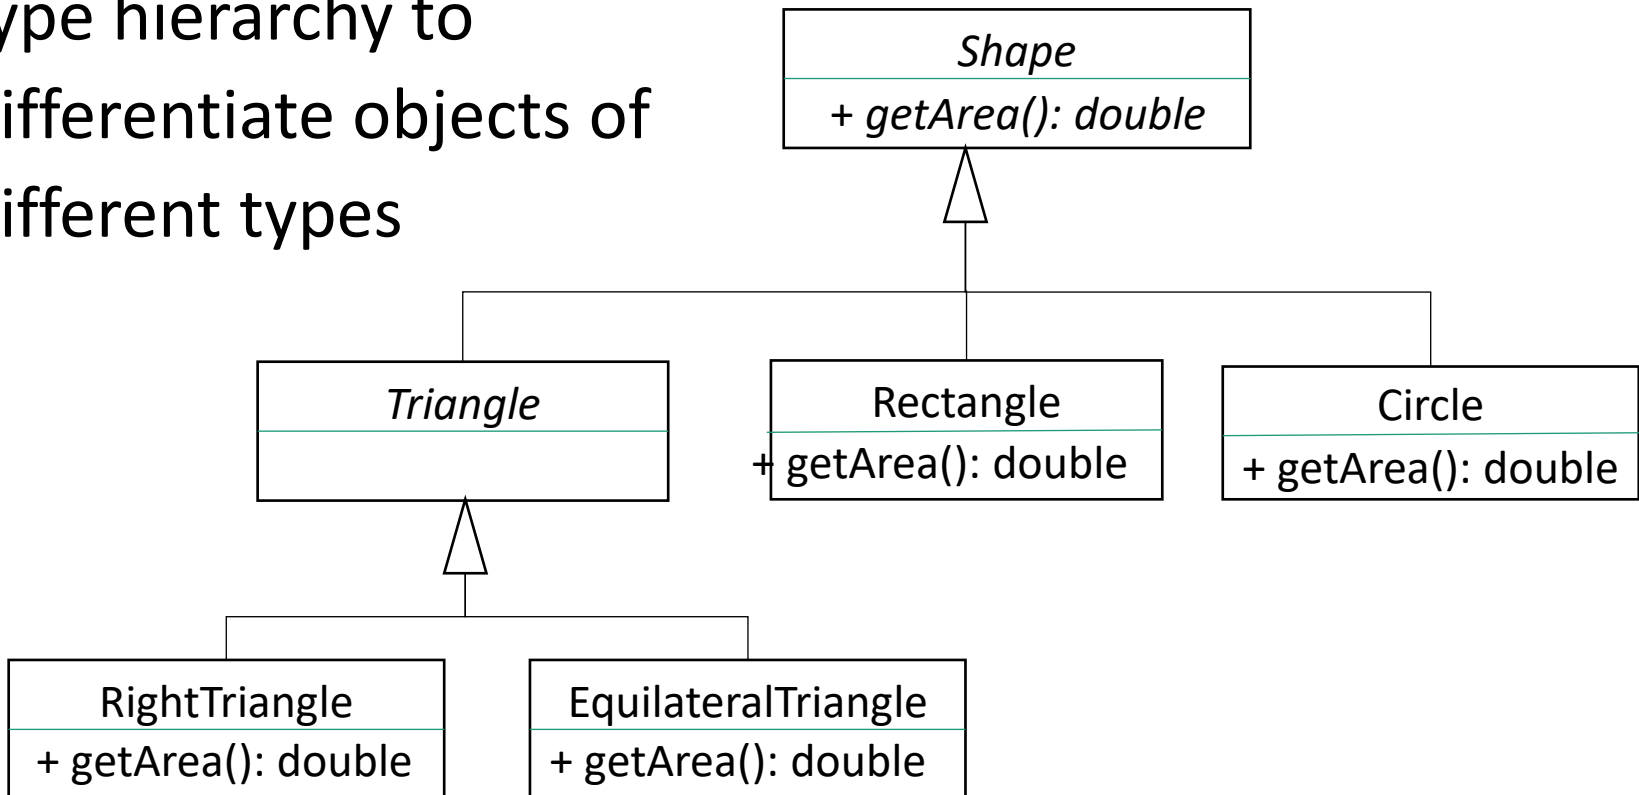 ype hierarchy to
ifferentiate objects of
ifferent types
Shape
+ getArea(): double
Triangle
Rectangle
+ getArea(): double
Circle
+ getArea(): double
RightTriangle
+ getArea(): double
EquilateralTriangle
+ getArea(): double